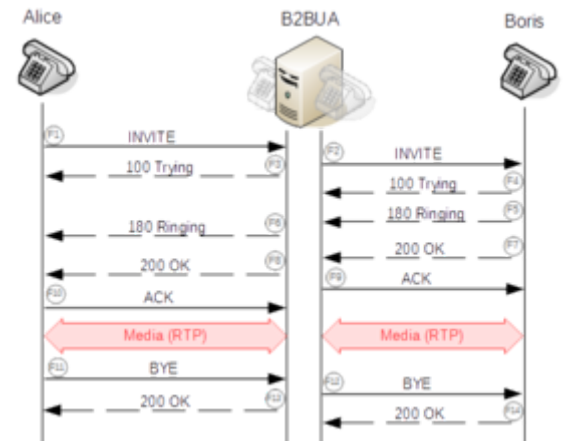 Alice
B2BUA
Boris
F1
INVITE
F2
INVITE
100 Trying
F3
100 Trying
F4
180 Ringing
F5
180 Ringing
F6
200 OK
F7
200 OK
F8
ACK
F9
F10
ACK
Media (RTP)
Media (RTP)
F11
BYE
F12
BYE
200 OK
200 OK
F14